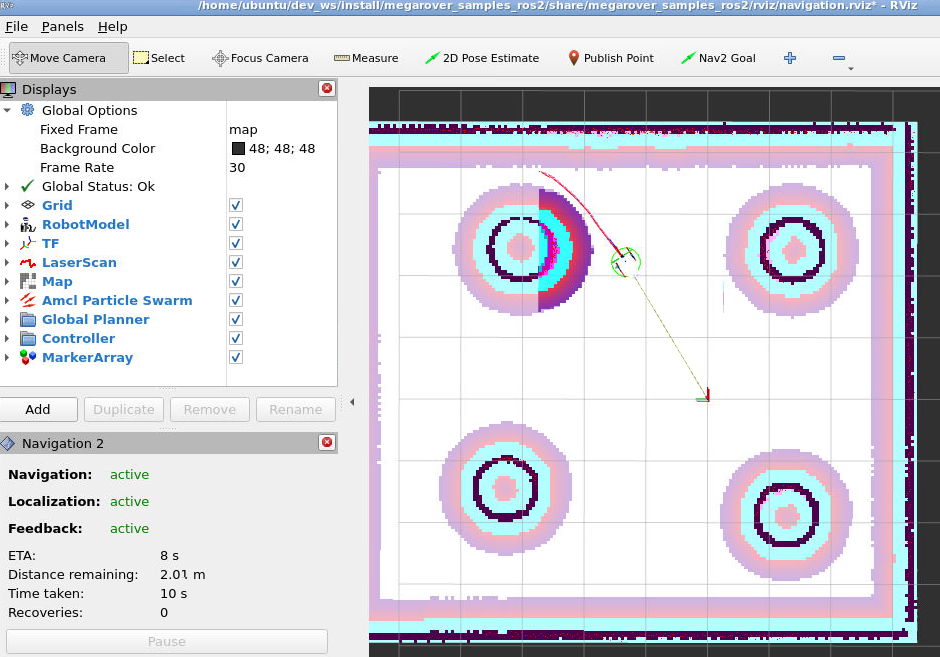 /home/ubuntu/dev_ws/install/megarover_samples_ros2/share/megarover_samples_ros2/rviz/navigation.rviz* - RViz
File Panels Help
Move Camera Select Focus Camera Measure 2D Pose Estimate Publish Point Nav2 Goal
Displays
Global Options
Fixed Frame map
Background Color 48; 48; 48
Frame Rate 30
Global Status: Ok
Grid
RobotModel
TF
LaserScan
Map
Amcl Particle Swarm
Global Planner
Controller
MarkerArray
Add Duplicate Remove Rename
Navigation 2
Navigation: active
Localization: active
Feedback: active
ETA: 8 s
Distance remaining: 2.01 m
Time taken: 10 s
Recoveries: 0
Pause